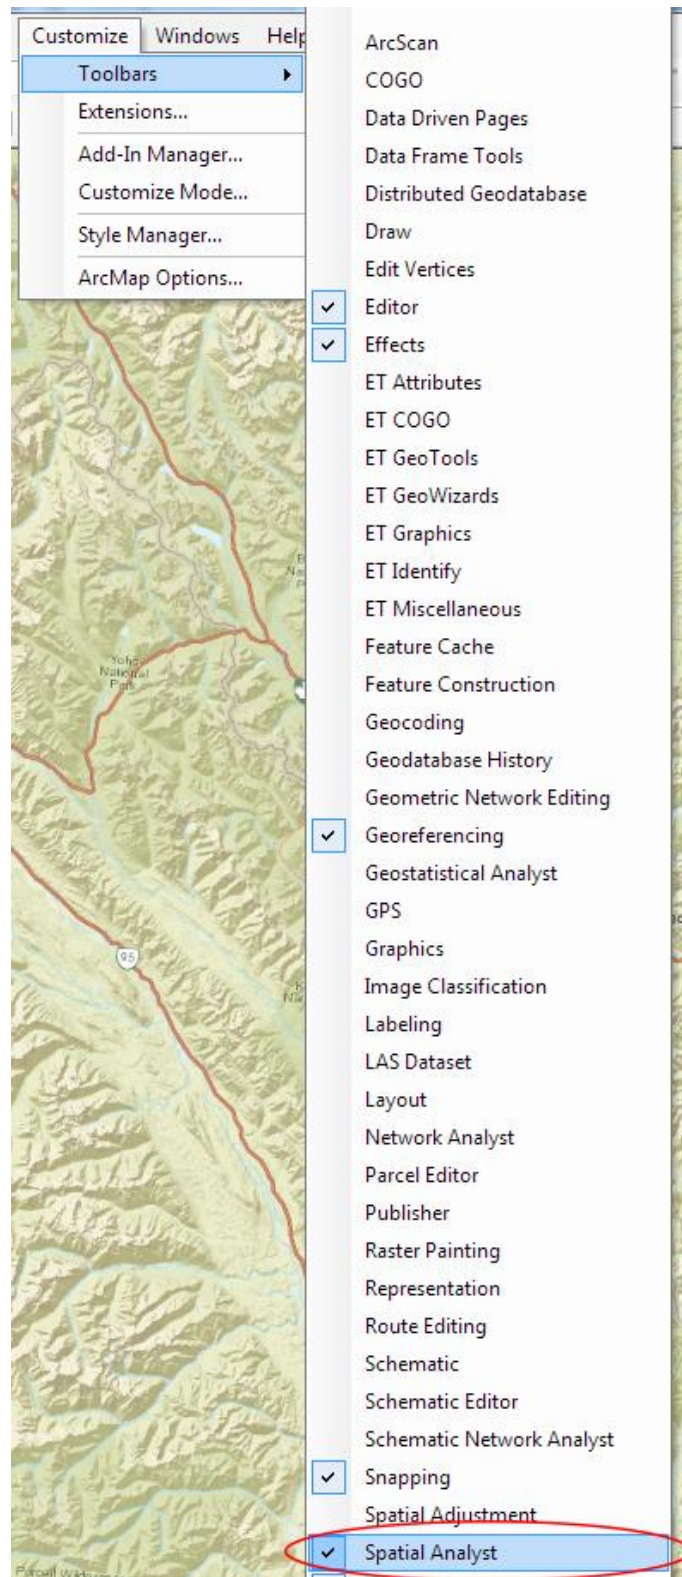 Customize Windows Help
Toolbars
Extensions...
Add-In Manager...
Customize Mode...
Style Manager...
ArcMap Options...
ArcScan
COGO
Data Driven Pages
Data Frame Tools
Distributed Geodatabase
Draw
Edit Vertices
Editor
Effects
ET Attributes
ET COGO
ET GeoTools
ET GeoWizards
ET Graphics
ET Identify
ET Miscellaneous
Feature Cache
Feature Construction
Geocoding
Geodatabase History
Geometric Network Editing
Georeferencing
Geostatistical Analyst
GPS
Graphics
Image Classification
Labeling
LAS Dataset
Layout
Network Analyst
Parcel Editor
Publisher
Raster Painting
Representation
Route Editing
Schematic
Schematic Editor
Schematic Network Analyst
Snapping
Spatial Adjustment
Spatial Analyst
Yoho
National
Park
95